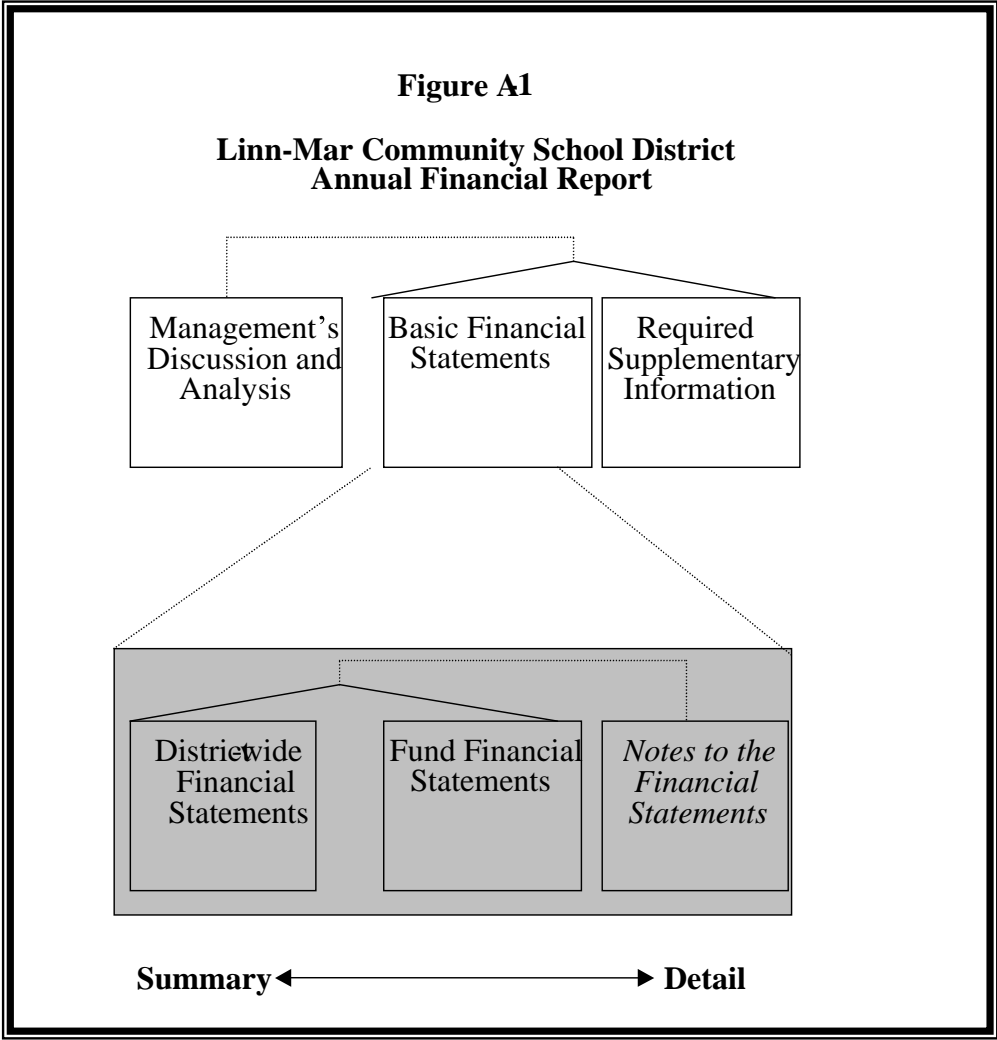 Figure A-1
Linn-Mar Community School District
Annual Financial Report
Management’s
Discussion and
Analysis
Basic Financial
Statements
Required
Supplementary
Information
District-wide
Financial
Statements
Fund Financial
Statements
Notes to the
Financial
Statements
Summary
Detail